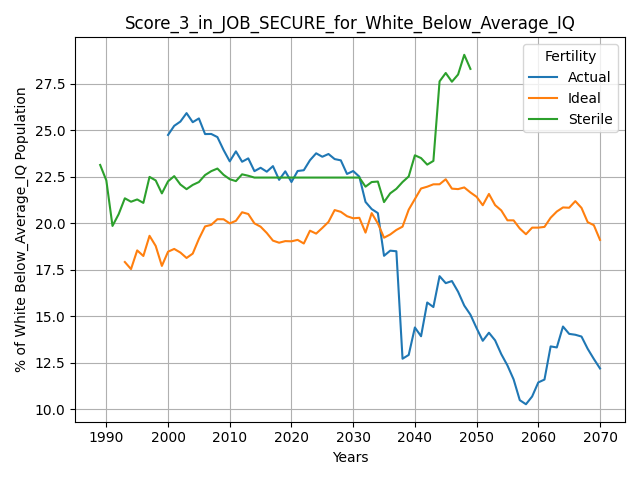 Score_3_in_JOB_SECURE_for_White_Below_Average_IQ
% of White Below_Average_IQ Population
27.5
25.0
22.5
20.0
17.5
15.0
12.5
10.0
Fertility
Actual
Ideal
Sterile
1990 2000 2010 2020 2030 2040 2050 2060 2070
Years